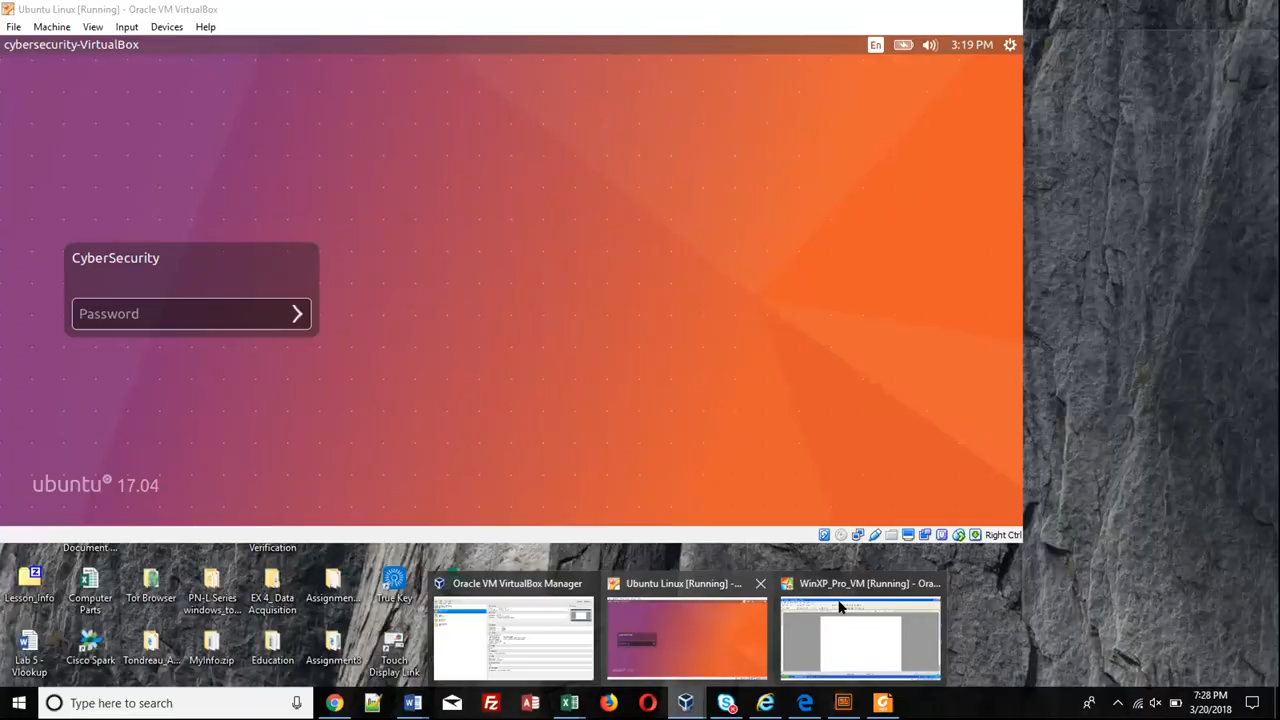 Ubuntu Linux [Running] - Oracle VM VirtualBox
File Machine View Input Devices Help
cybersecurity-VirtualBox
En
3:19 PM
CyberSecurity
Password
ubuntu 17.04
Right Ctrl
Document ...
Verification
Oracle VM VirtualBox Manager
Ubuntu Linux [Running] -...
WinXP_Pro_VM [Running] - Ora...
Lesson_Info
Computer Parts
Tor Browser
PN-L Series windows_to...
EX 4_ Data Acquisition
Assignmen...
True Key
Lab 5 - Vlookup
Cisco Spark
Tondreau_A...
MyInfo.zip
Education
Assignment8
Touch Display Link
Type here to search
7:28 PM
3/20/2018